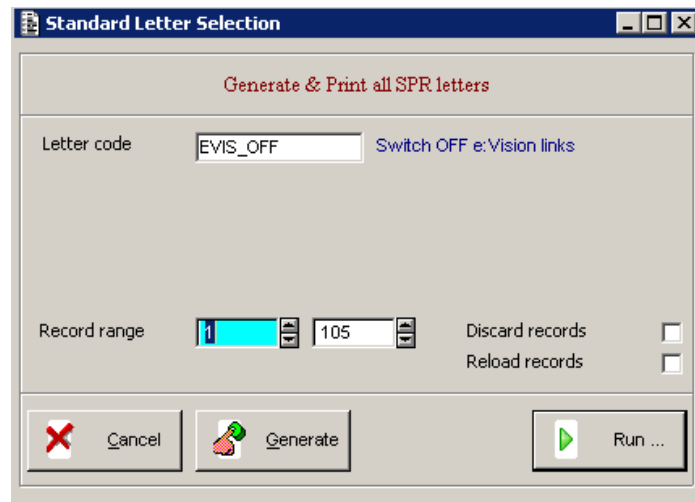 Standard Letter Selection
Generate & Print all SPR letters
Letter code EVIS_OFF Switch OFF e:Vision links
Record range 1 105 Discard records
Reload records
Cancel Generate Run ...